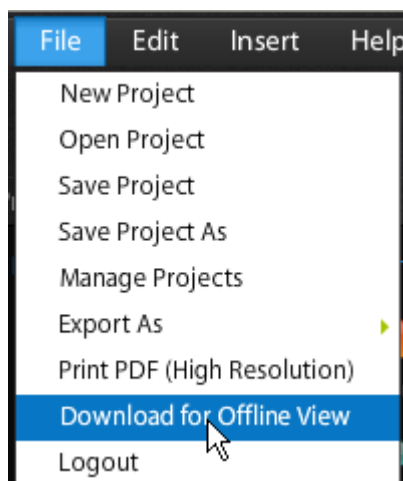 File Edit Insert Help
New Project
Open Project
Save Project
Save Project As
Manage Projects
Export As
Print PDF (High Resolution)
Download for Offline View
Logout